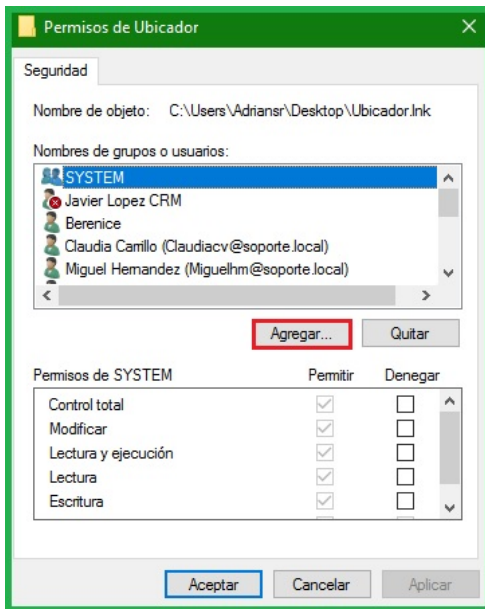 Permisos de Ubicador
Seguridad
Nombre de objeto: C:\Users\Adriansr\Desktop\Ubicador.lnk
Nombres de grupos o usuarios:
SYSTEM
Javier Lopez CRM
Berenice
Claudia Carrillo (Claudiacv@soporte.local)
Miguel Hernandez (Miguelhm@soporte.local)
Agregar... Quitar
Permisos de SYSTEM Permitir Denegar
Control total
Modificar
Lectura y ejecución
Lectura
Escritura
Aceptar Cancelar Aplicar